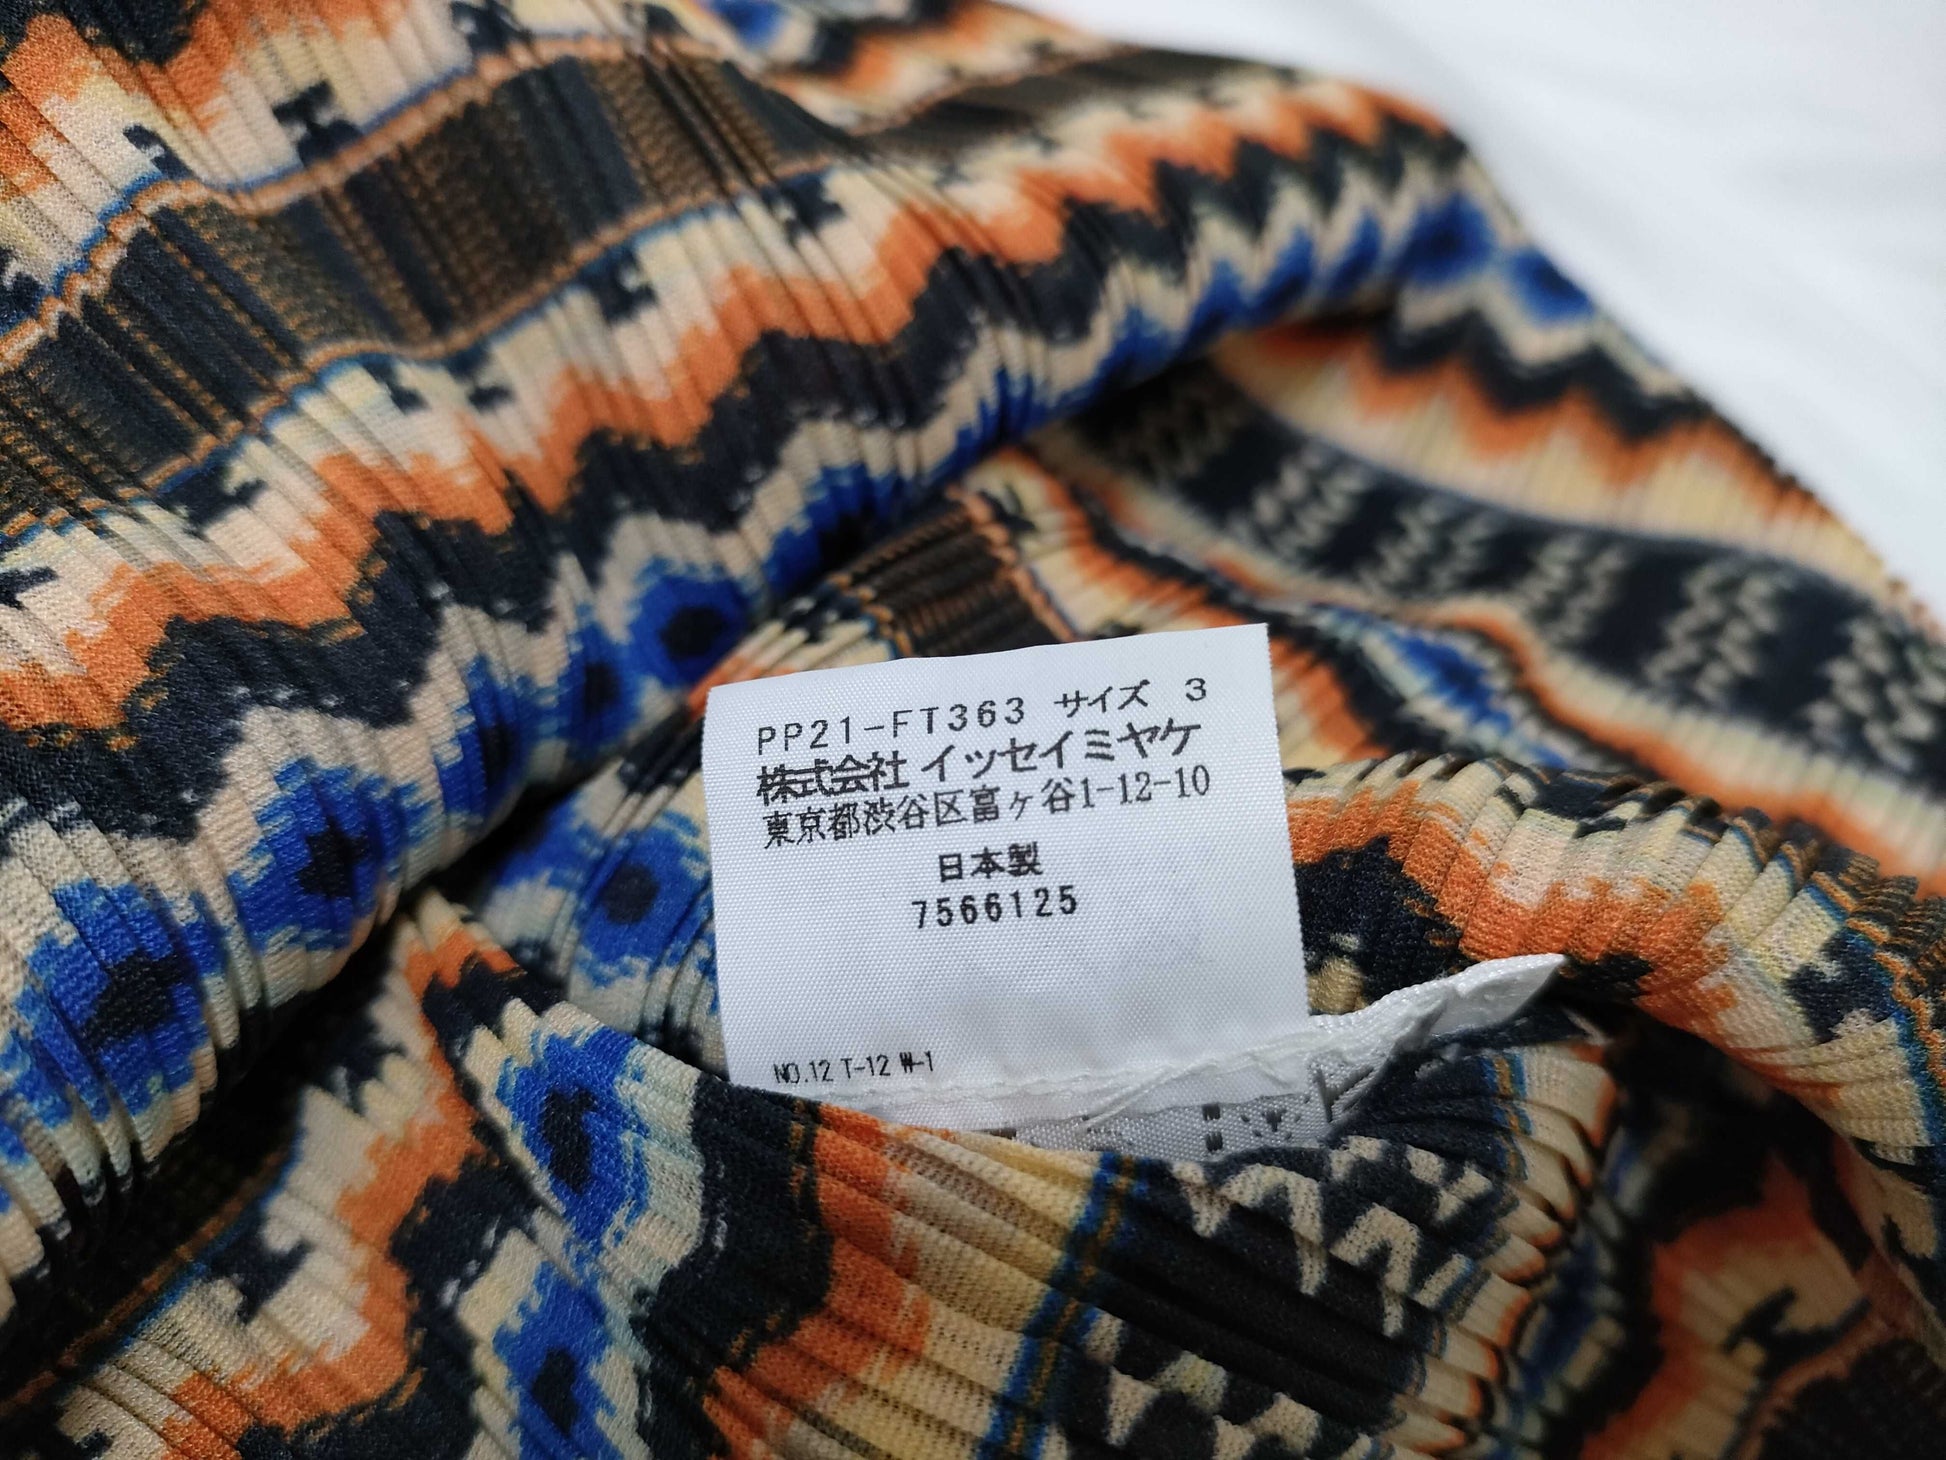 PP21-FT363 サイズ 3
株式会社 イッセイミヤケ
東京都渋谷区富ヶ谷1-12-10
日本製
7566125
NO.12 T-12 W-1